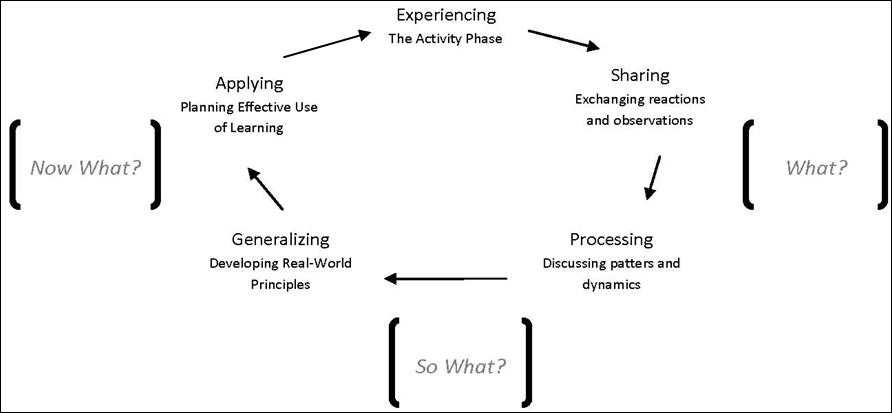 Experiencing
The Activity Phase
Sharing
Exchanging reactions
and observations
What?
Processing
Discussing patters and
dynamics
So What?
Generalizing
Developing Real-World
Principles
Now What?
Applying
Planning Effective Use
of Learning